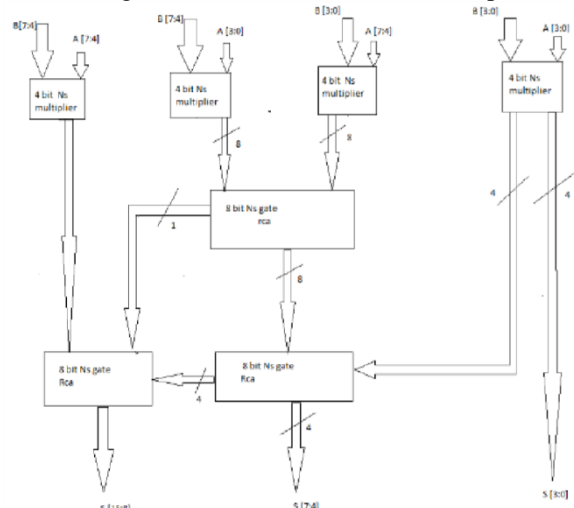 B[7:4]
A [7:4]
B [7:4]
A [3:0]
B [3:0]
A [7:4]
B [3:0]
A [3:0]
4 bit Ns
multiplier
4 bit Ns
multiplier
4 bit Ns
multiplier
4 bit Ns
multiplier
8
8
4
4
8 bit Ns gate
rca
1
8
8 bit Ns gate
Rca
8 bit Ns gate
Rca
4
4
S [7:4]
S [3:0]